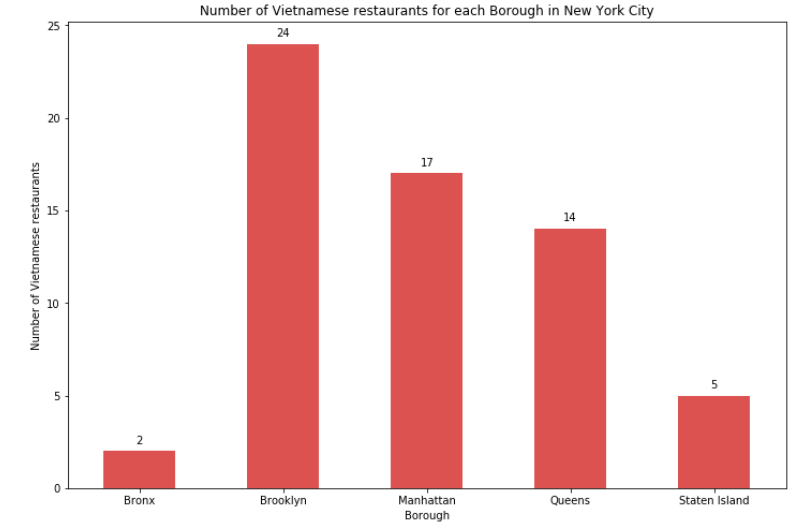 Number of Vietnamese restaurants for each Borough in New York City
25
20
15
10
5
0
Number of Vietnamese restaurants
2
24
17
14
5
Bronx
Brooklyn
Manhattan
Queens
Staten Island
Borough